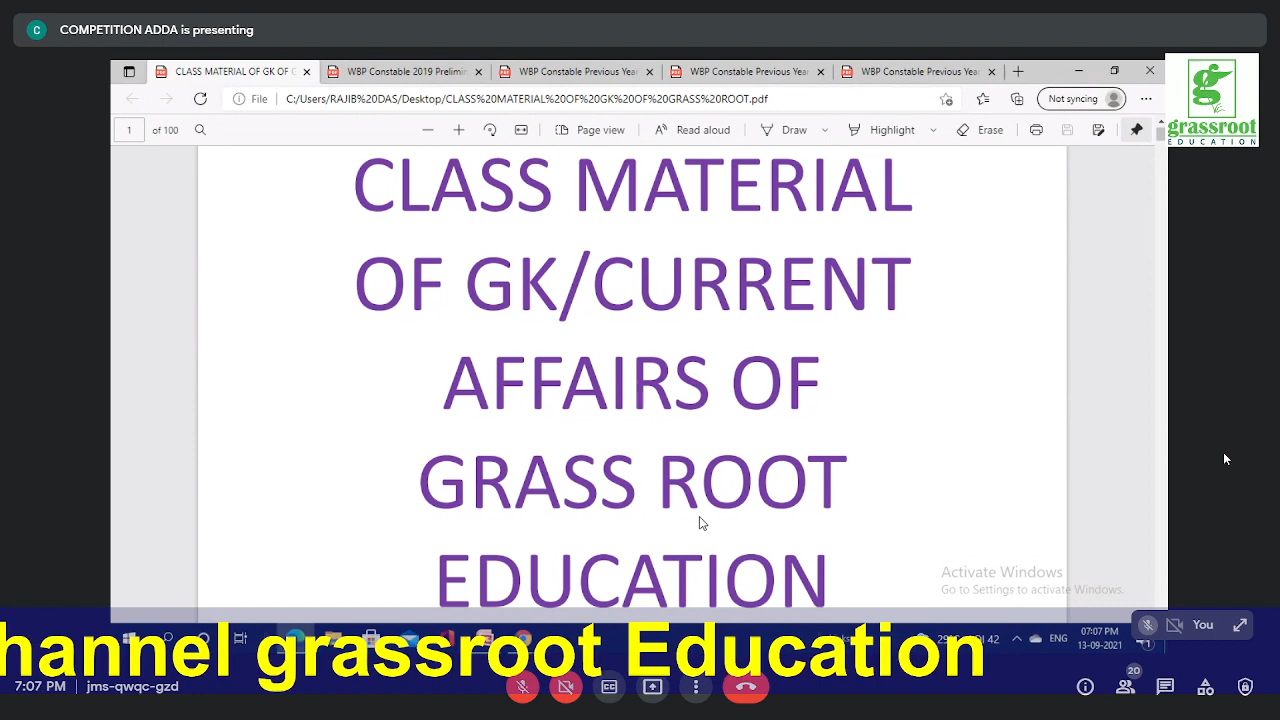 C COMPETITION ADDA is presenting
CLASS MATERIAL OF GK OF G
WBP Constable 2019 Prelimin
WBP Constable Previous Year
WBP Constable Previous Year
WBP Constable Previous Year
File C:/Users/RAJIB%20DAS/Desktop/CLASS%20MATERIAL%20OF%20GK%20OF%20GRASS%20ROOT.pdf
Not syncing
1 of 100 Page view Read aloud Draw Highlight Erase
grassroot
EDUCATION
CLASS MATERIAL
OF GK/CURRENT
AFFAIRS OF
GRASS ROOT
EDUCATION
Activate Windows
Go to Settings to activate Windows.
You
ENG
07:07 PM
13-09-2021
hannel grassroot Education
20
7:07 PM jms-qwqc-gzd